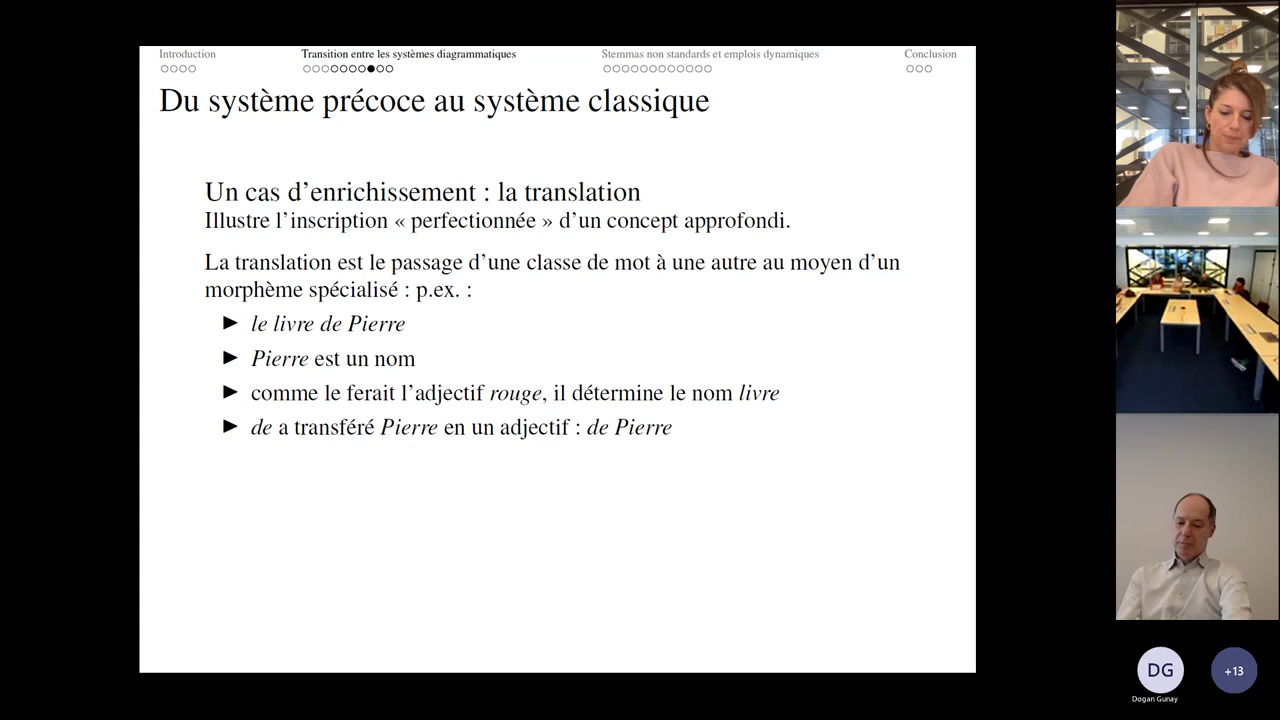 Introduction
Transition entre les systèmes diagrammatiques
Stemmas non standards et emplois dynamiques
Conclusion
Du système précoce au système classique
Un cas d'enrichissement : la translation
Illustre l'inscription « perfectionnée » d'un concept approfondi.
La translation est le passage d'une classe de mot à une autre au moyen d'un
morphème spécialisé : p.ex. :
► le livre de Pierre
► Pierre est un nom
► comme le ferait l'adjectif rouge, il détermine le nom livre
► de a transféré Pierre en un adjectif : de Pierre
DG
Dogan Gunay
+13